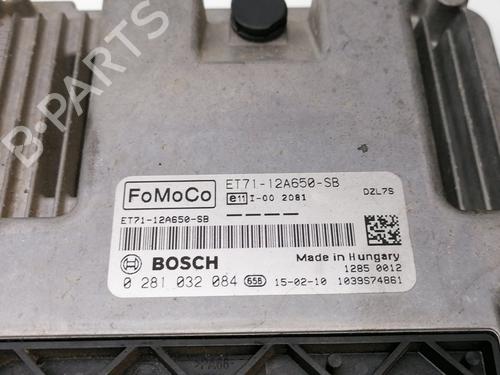 B-PARTS
FoMoCo
ET71-12A650-SB
e11 I-00 2081
DZL7S
ET71-12A650-SB
BOSCH
Made in Hungary
1285 0012
0 281 032 084 658 15-02-10 1039S74861